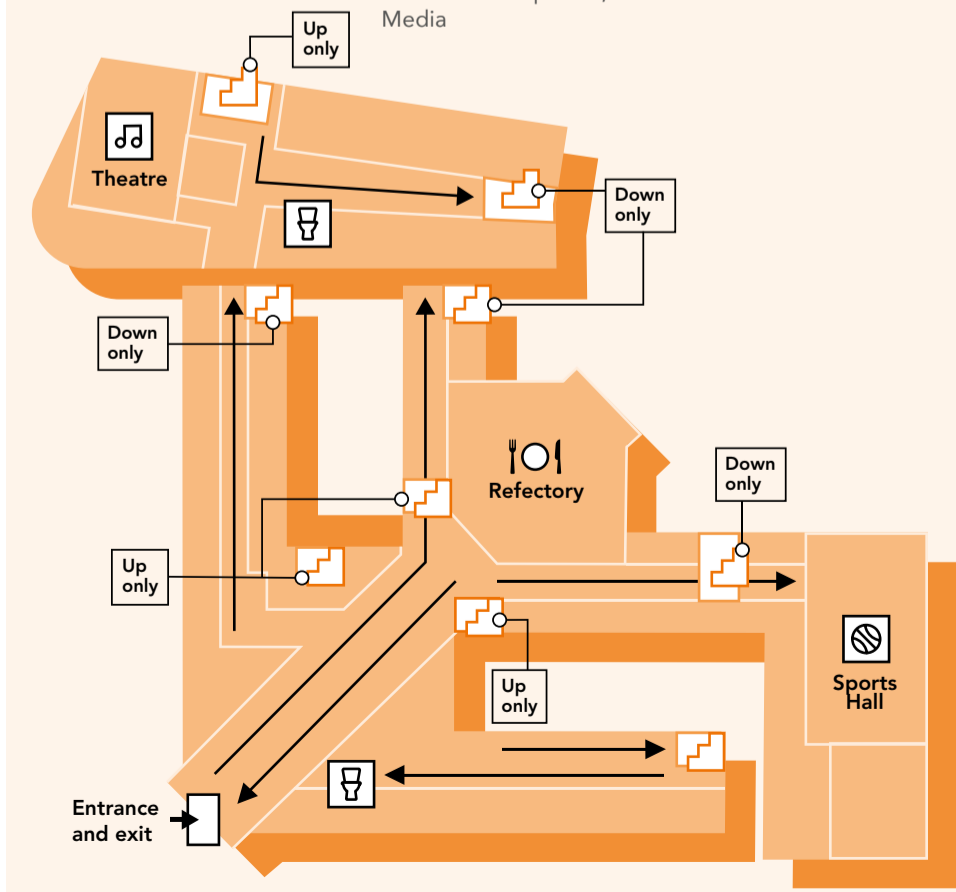 Media
Up
only
Theatre
Down
only
Down
only
Refectory
Down
only
Up
only
Sports
Hall
Up
only
Entrance
and exit